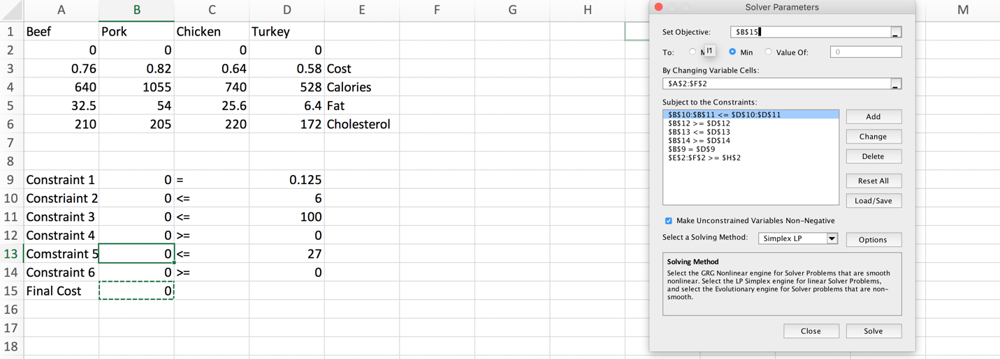 A B C D E F G H M
1 Beef Pork Chicken Turkey
2 0 0 0 0
3 0.76 0.82 0.64 0.58 Cost
4 640 1055 740 528 Calories
5 32.5 54 25.6 6.4 Fat
6 210 205 220 172 Cholesterol
7
8
9 Constraint 1 0 = 0.125
10 Constriaint 2 0 <= 6
11 Constraint 3 0 <= 100
12 Constraint 4 0 >= 0
13 Comstraint 5 0 <= 27
14 Constraint 6 0 >= 0
15 Final Cost 0
16
17
18
Solver Parameters
Set Objective: $B$15
To: I1 Min Value Of: 0
By Changing Variable Cells:
$A$2:$F$2
Subject to the Constraints:
$B$10:$B$11 <= $D$10:$D$11
$B$12 >= $D$12
$B$13 <= $D$13
$B$14 >= $D$14
$B$9 = $D$9
$E$2:$F$2 >= $H$2
Add
Change
Delete
Reset All
Load/Save
Make Unconstrained Variables Non-Negative
Select a Solving Method: Simplex LP Options
Solving Method
Select the GRG Nonlinear engine for Solver Problems that are smooth
nonlinear. Select the LP Simplex engine for linear Solver Problems,
and select the Evolutionary engine for Solver problems that are non-
smooth.
Close Solve